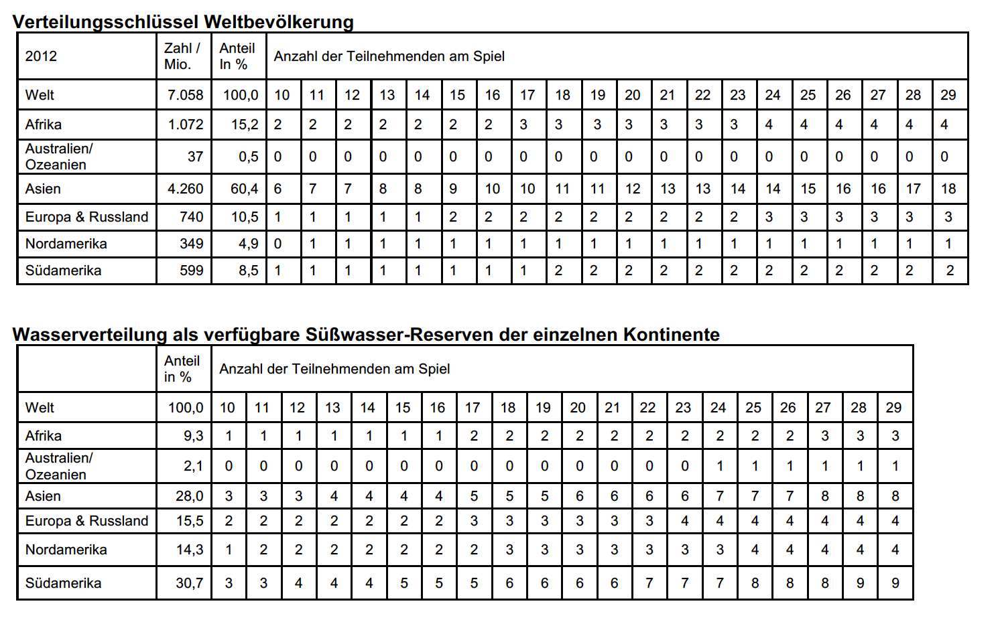 Verteilungsschlüssel Weltbevölkerung
2012 Zahl / Mio. Anteil In % Anzahl der Teilnehmenden am Spiel
Welt 7.058 100,0 10 11 12 13 14 15 16 17 18 19 20 21 22 23 24 25 26 27 28 29
Afrika 1.072 15,2 2 2 2 2 2 2 2 3 3 3 3 3 3 3 4 4 4 4 4 4
Australien/ Ozeanien 37 0,5 0 0 0 0 0 0 0 0 0 0 0 0 0 0 0 0 0 0 0 0
Asien 4.260 60,4 6 7 7 8 8 9 10 10 11 11 12 13 13 14 14 15 16 16 17 18
Europa & Russland 740 10,5 1 1 1 1 1 2 2 2 2 2 2 2 2 2 3 3 3 3 3 3
Nordamerika 349 4,9 0 1 1 1 1 1 1 1 1 1 1 1 1 1 1 1 1 1 1 1
Südamerika 599 8,5 1 1 1 1 1 1 1 1 2 2 2 2 2 2 2 2 2 2 2 2
Wasserverteilung als verfügbare Süßwasser-Reserven der einzelnen Kontinente
Anteil in % Anzahl der Teilnehmenden am Spiel
Welt 100,0 10 11 12 13 14 15 16 17 18 19 20 21 22 23 24 25 26 27 28 29
Afrika 9,3 1 1 1 1 1 1 1 2 2 2 2 2 2 2 2 2 2 3 3 3
Australien/ Ozeanien 2,1 0 0 0 0 0 0 0 0 0 0 0 0 0 0 1 1 1 1 1 1
Asien 28,0 3 3 3 4 4 4 4 5 5 5 6 6 6 6 7 7 7 8 8 8
Europa & Russland 15,5 2 2 2 2 2 2 2 3 3 3 3 3 3 4 4 4 4 4 4 4
Nordamerika 14,3 1 2 2 2 2 2 2 2 3 3 3 3 3 3 3 4 4 4 4 4
Südamerika 30,7 3 3 4 4 4 5 5 5 6 6 6 6 7 7 7 8 8 8 9 9